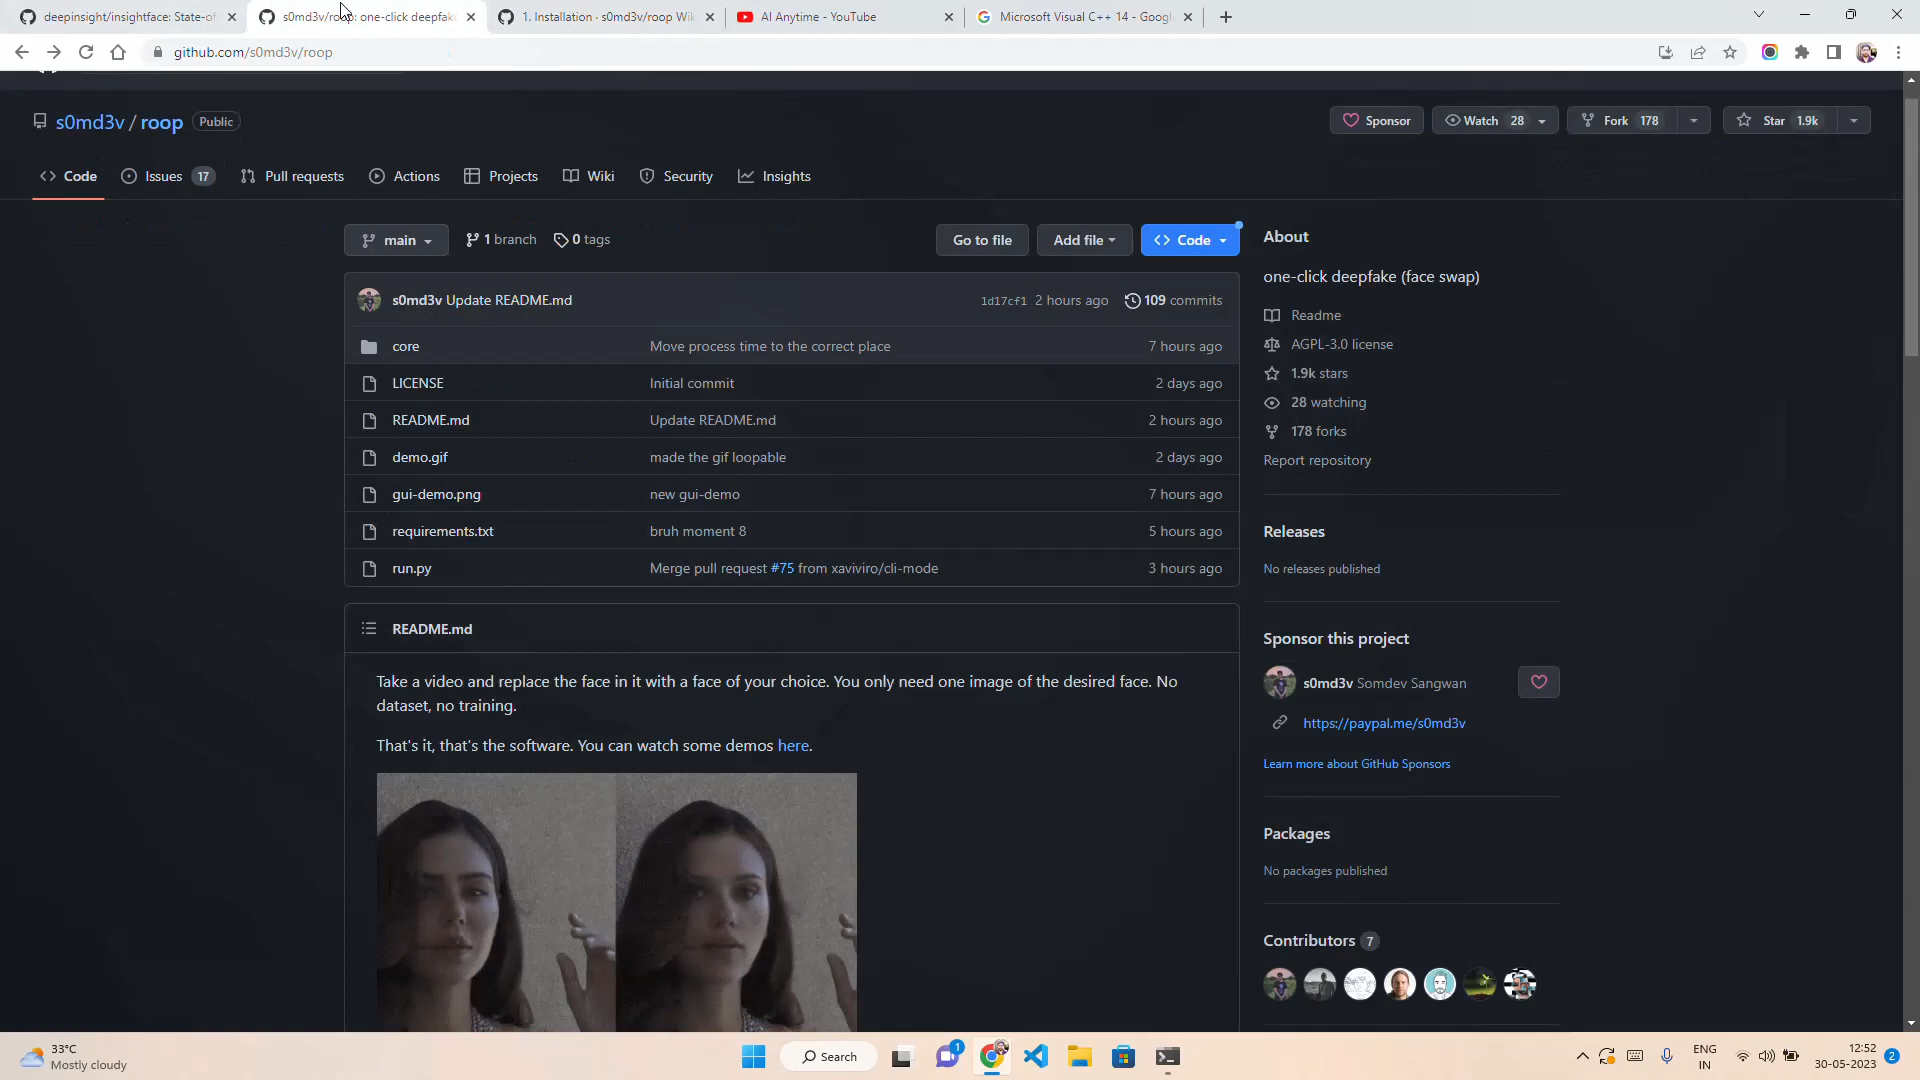 deepinsight/insightface: State-of
s0md3v/roop: one-click deepfake
1. Installation · s0md3v/roop Wik
AI Anytime - YouTube
Microsoft Visual C++ 14 - Googl
github.com/s0md3v/roop
s0md3v / roop Public
Sponsor
Watch 28
Fork 178
Star 1.9k
Code
Issues 17
Pull requests
Actions
Projects
Wiki
Security
Insights
main
1 branch
0 tags
Go to file
Add file
Code
s0md3v Update README.md 1d17cf1 2 hours ago 109 commits
core Move process time to the correct place 7 hours ago
LICENSE Initial commit 2 days ago
README.md Update README.md 2 hours ago
demo.gif made the gif loopable 2 days ago
gui-demo.png new gui-demo 7 hours ago
requirements.txt bruh moment 8 5 hours ago
run.py Merge pull request #75 from xaviviro/cli-mode 3 hours ago
README.md
Take a video and replace the face in it with a face of your choice. You only need one image of the desired face. No
dataset, no training.
That's it, that's the software. You can watch some demos here.
About
one-click deepfake (face swap)
Readme
AGPL-3.0 license
1.9k stars
28 watching
178 forks
Report repository
Releases
No releases published
Sponsor this project
s0md3v Somdev Sangwan
https://paypal.me/s0md3v
Learn more about GitHub Sponsors
Packages
No packages published
Contributors 7
33°C
Mostly cloudy
Search
1
ENG
IN
12:52
30-05-2023
2